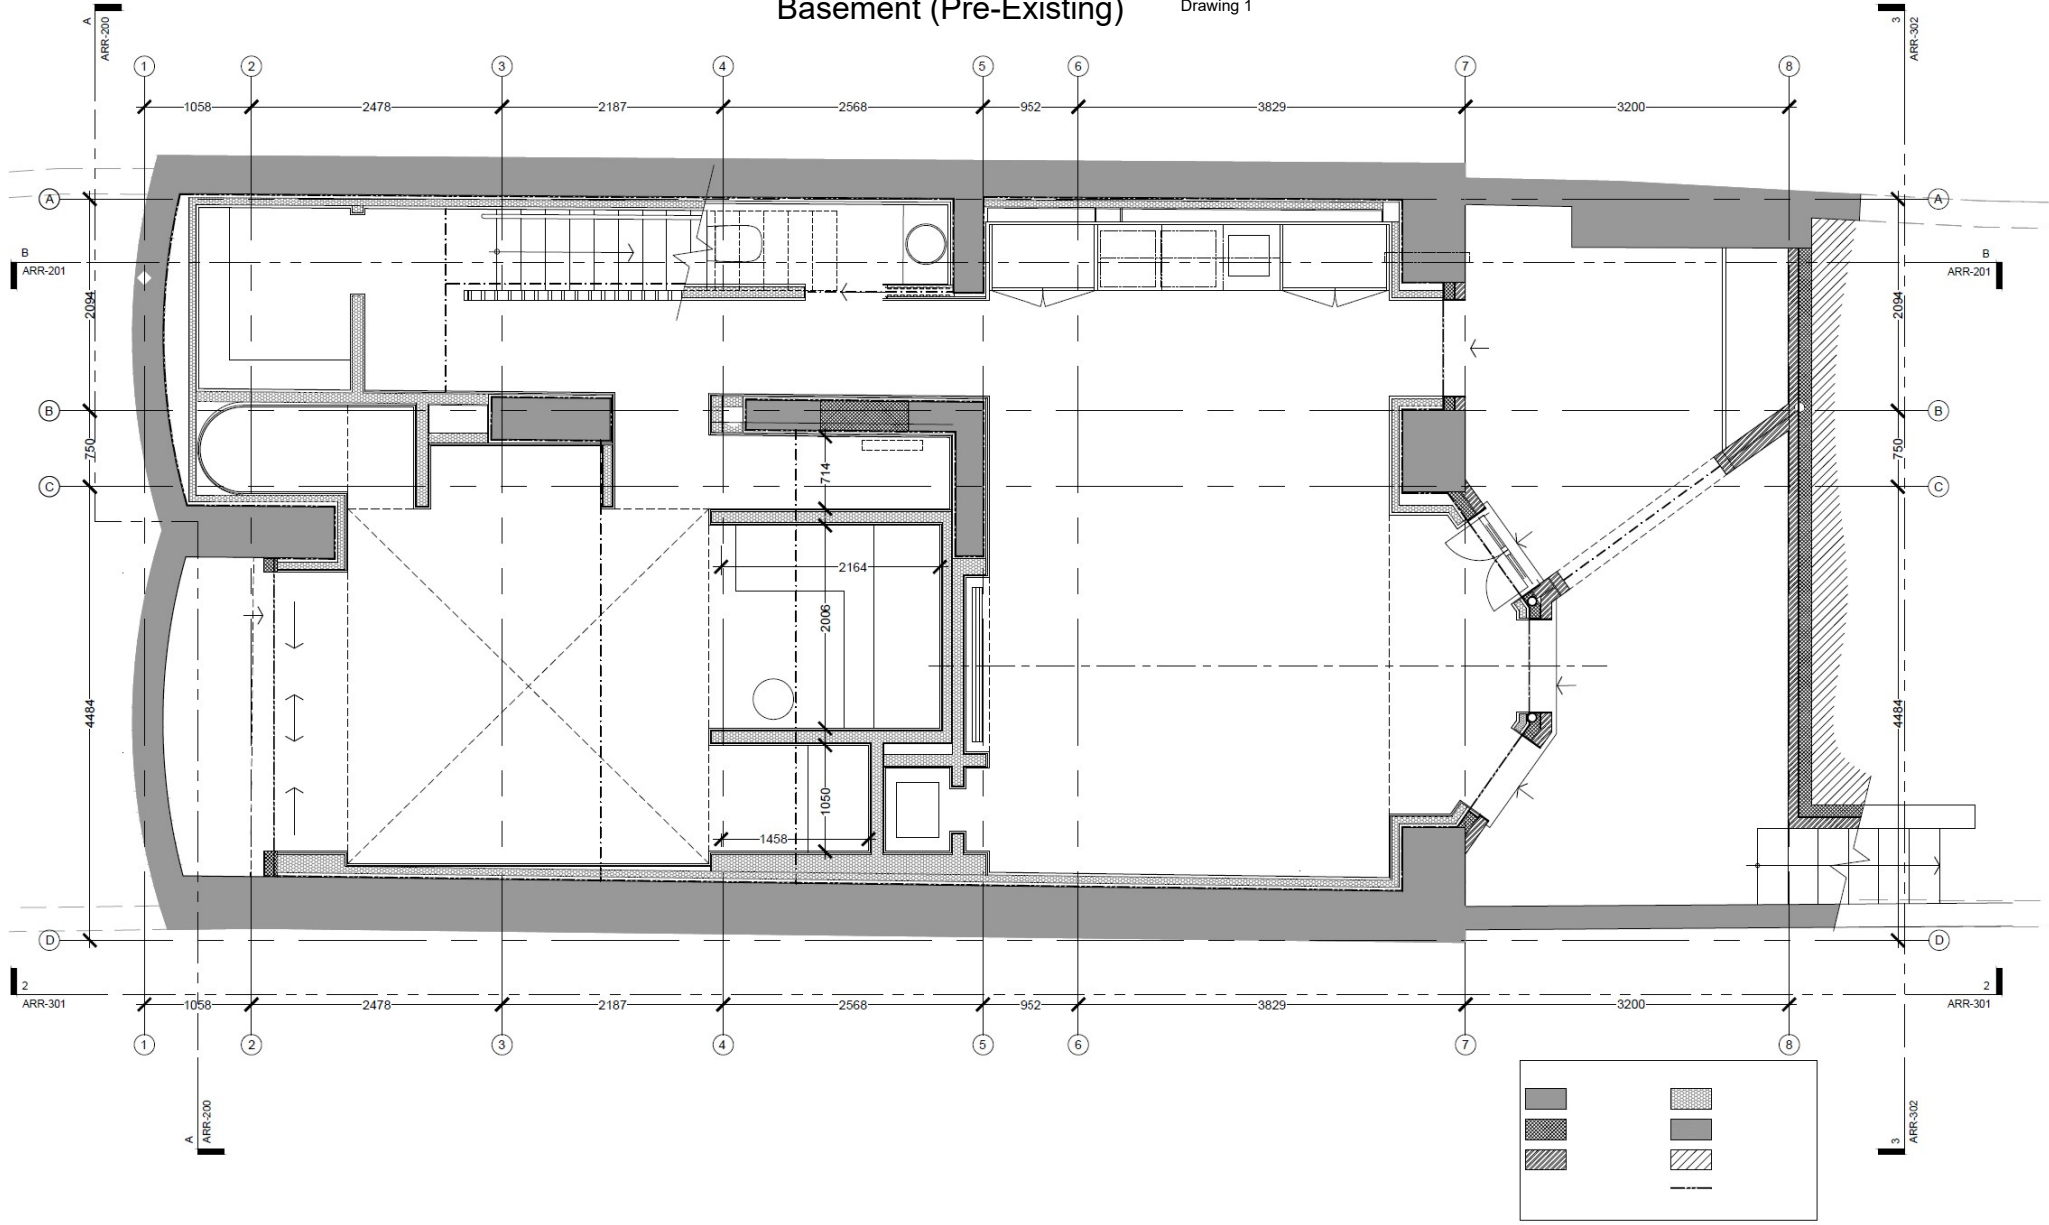 Basement (Pre-Existing) Drawing 1
A ARR-200
3 ARR-302
1 2 3 4 5 6 7 8
1058 2478 2187 2568 952 3829 3200
A A
B ARR-201
B ARR-201
2094 2094
B B
750 714 750
C C
2164
2006
4484 4484
1050
1458
D D
2 ARR-301
2 ARR-301
1058 2478 2187 2568 952 3829 3200
1 2 3 4 5 6 7 8
A ARR-200
3 ARR-302